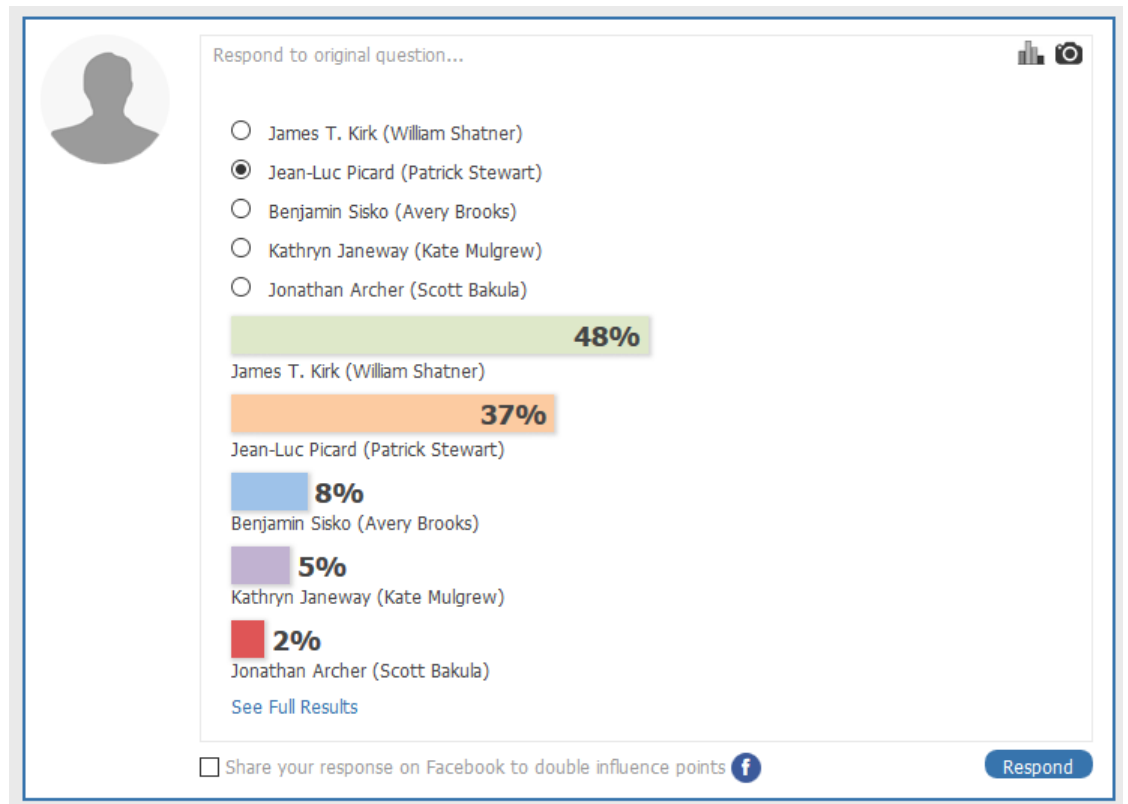 Respond to original question...
James T. Kirk (William Shatner)
Jean-Luc Picard (Patrick Stewart)
Benjamin Sisko (Avery Brooks)
Kathryn Janeway (Kate Mulgrew)
Jonathan Archer (Scott Bakula)
48%
James T. Kirk (William Shatner)
37%
Jean-Luc Picard (Patrick Stewart)
8%
Benjamin Sisko (Avery Brooks)
5%
Kathryn Janeway (Kate Mulgrew)
2%
Jonathan Archer (Scott Bakula)
See Full Results
Share your response on Facebook to double influence points f Respond